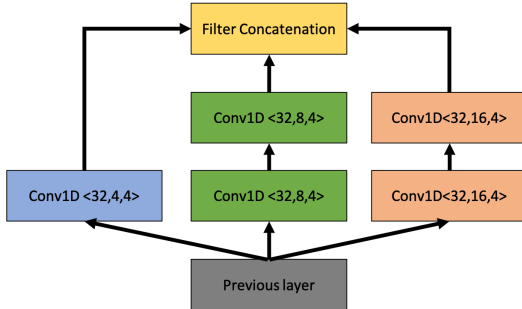 Filter Concatenation
Conv1D <32,8,4>
Conv1D<32,16,4>
Conv1D <32,4,4>
Conv1D <32,8,4>
Conv1D<32,16,4>
Previous layer